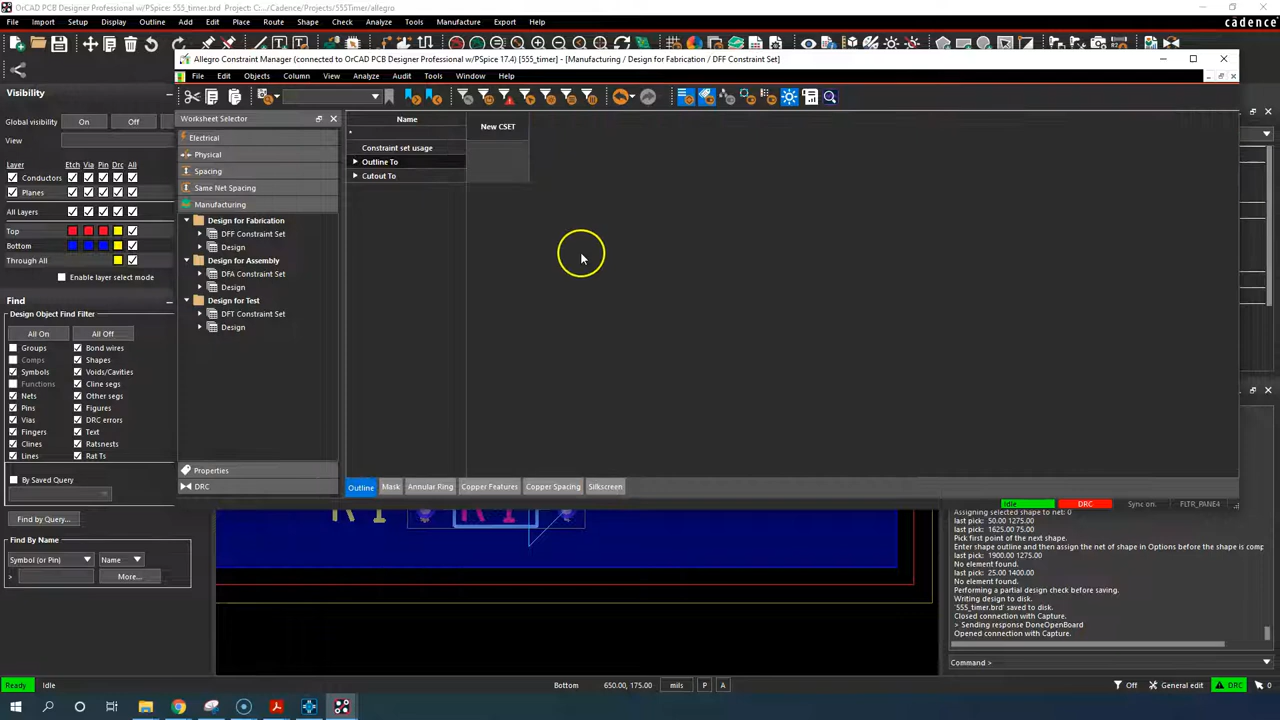 OrCAD PCB Designer Professional w/PSpice: 555_timer.brd  Project: C:/Cadence/Projects/555Timer/allegro
File Edit View Setup Display Outline Add Edit Place Route Shape Check Analyze Tools Manufacture Export Help
cadence
Allegro Constraint Manager (connected to OrCAD PCB Designer Professional w/PSpice 17.4) [555_timer] - [Manufacturing / Design for Fabrication / DFF Constraint Set]
File Edit Objects Column View Analyze Audit Tools Window Help
Visibility
Global visibility On Off
View
Layer Etch Via Pin Drc All
Conductors
Planes
All Layers
Top
Bottom
Through All
Enable layer select mode
Find
Design Object Find Filter
All On All Off
Groups Bond wires
Comps Shapes
Symbols Voids/Cavities
Functions Cline segs
Nets Other segs
Pins Figures
Vias DRC errors
Fingers Text
Clines Ratsnests
Lines Rat Ts
By Saved Query
Find by Query...
Find By Name
Symbol (or Pin) Name
> More...
Worksheet Selector
Electrical
Physical
Spacing
Same Net Spacing
Manufacturing
Design for Fabrication
DFF Constraint Set
Design
Design for Assembly
DFA Constraint Set
Design
Design for Test
DFT Constraint Set
Design
Properties
DRC
Name New CSET
*
Constraint set usage
Outline To
Cutout To
Outline Mask Annular Ring Copper Features Copper Spacing Silkscreen
Idle DRC Sync on. FLTR_PANE4
Assigning selected shape to net: 0
last pick: 50.00 1275.00
last pick: 1625.00 75.00
Pick first point of the next shape.
Enter shape outline and then assign the net of shape in Options before the shape is comp
last pick: 1900.00 1275.00
No element found.
last pick: 25.00 1400.00
No element found.
Performing a partial design check before saving.
Writing design to disk.
'555_timer.brd' saved to disk.
Closed connection with Capture.
> Sending response DoneOpenBoard
Opened connection with Capture.
Command >
Ready Idle Bottom 650.00, 175.00 mils P A Off General edit DRC 0